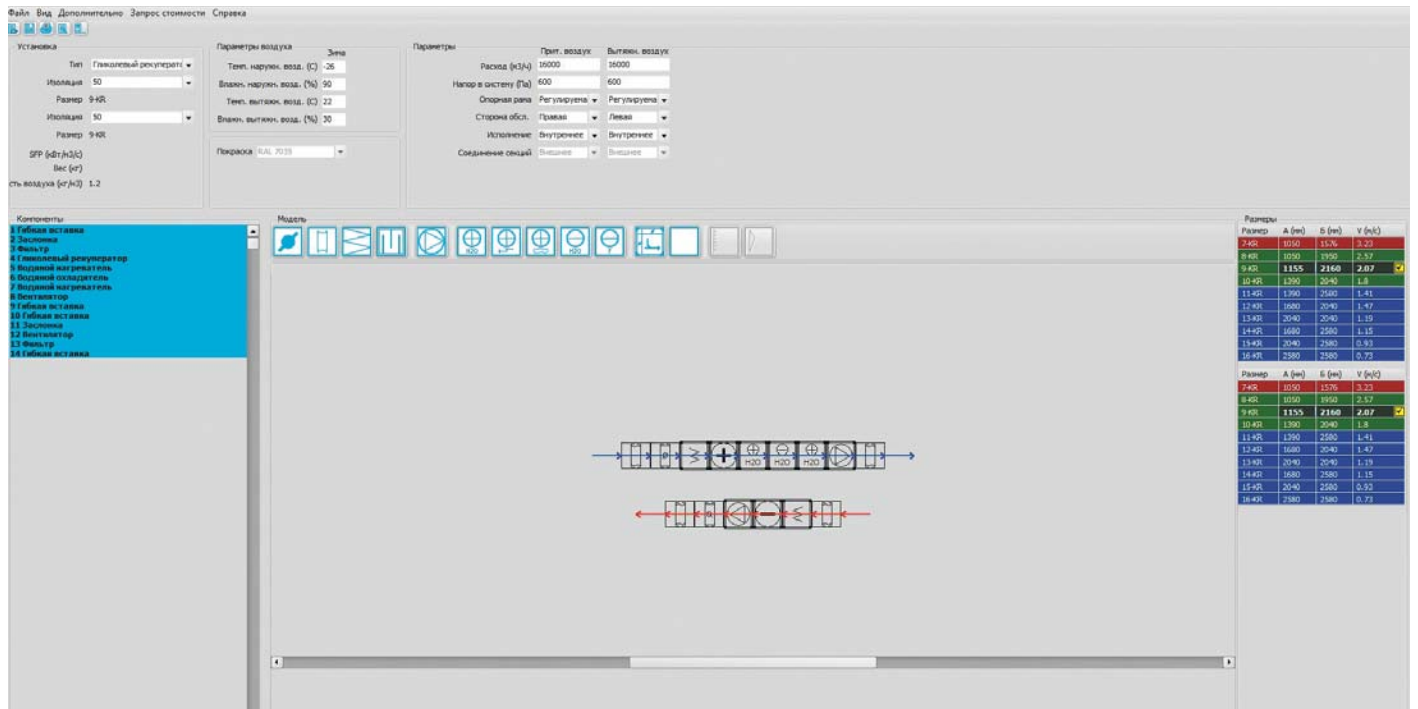 Файл Вид Дополнительно Запрос стоимости Справка
Установка
Тип Гликолевый рекуперато
Изоляция 50
Размер 9-KR
Изоляция 50
Размер 9-KR
SFP (кВт/м3/с)
Вес (кг)
сть воздуха (кг/м3) 1.2
Параметры воздуха
Зима
Темп. наружн. возд. (С) -26
Влажн. наружн. возд. (%) 90
Темп. вытяжн. возд. (С) 22
Влажн. вытяжн. возд. (%) 30
Покраска RAL 7035
Параметры
Прит. воздух Вытяжн. воздух
Расход (м3/ч) 16000 16000
Напор в систему (Па) 600 600
Опорная рама Регулируема Регулируема
Сторона обсл. Правая Левая
Исполнение Внутреннее Внутреннее
Соединение секций Внешнее Внешнее
Компоненты
1 Гибкая вставка
2 Заслонка
3 Фильтр
4 Гликолевый рекуператор
5 Водяной нагреватель
6 Водяной охладитель
7 Водяной нагреватель
8 Вентилятор
9 Гибкая вставка
10 Гибкая вставка
11 Заслонка
12 Вентилятор
13 Фильтр
14 Гибкая вставка
Модель
H2O H2O
H2O H2O H2O
Размеры
Размер А (мм) Б (мм) V (м/с)
7-KR 1050 1576 3.23
8-KR 1050 1950 2.57
9-KR 1155 2160 2.07
10-KR 1390 2040 1.8
11-KR 1390 2580 1.41
12-KR 1680 2040 1.47
13-KR 2040 2040 1.19
14-KR 1680 2580 1.15
15-KR 2040 2580 0.93
16-KR 2580 2580 0.73
Размер А (мм) Б (мм) V (м/с)
7-KR 1050 1576 3.23
8-KR 1050 1950 2.57
9-KR 1155 2160 2.07
10-KR 1390 2040 1.8
11-KR 1390 2580 1.41
12-KR 1680 2040 1.47
13-KR 2040 2040 1.19
14-KR 1680 2580 1.15
15-KR 2040 2580 0.93
16-KR 2580 2580 0.73